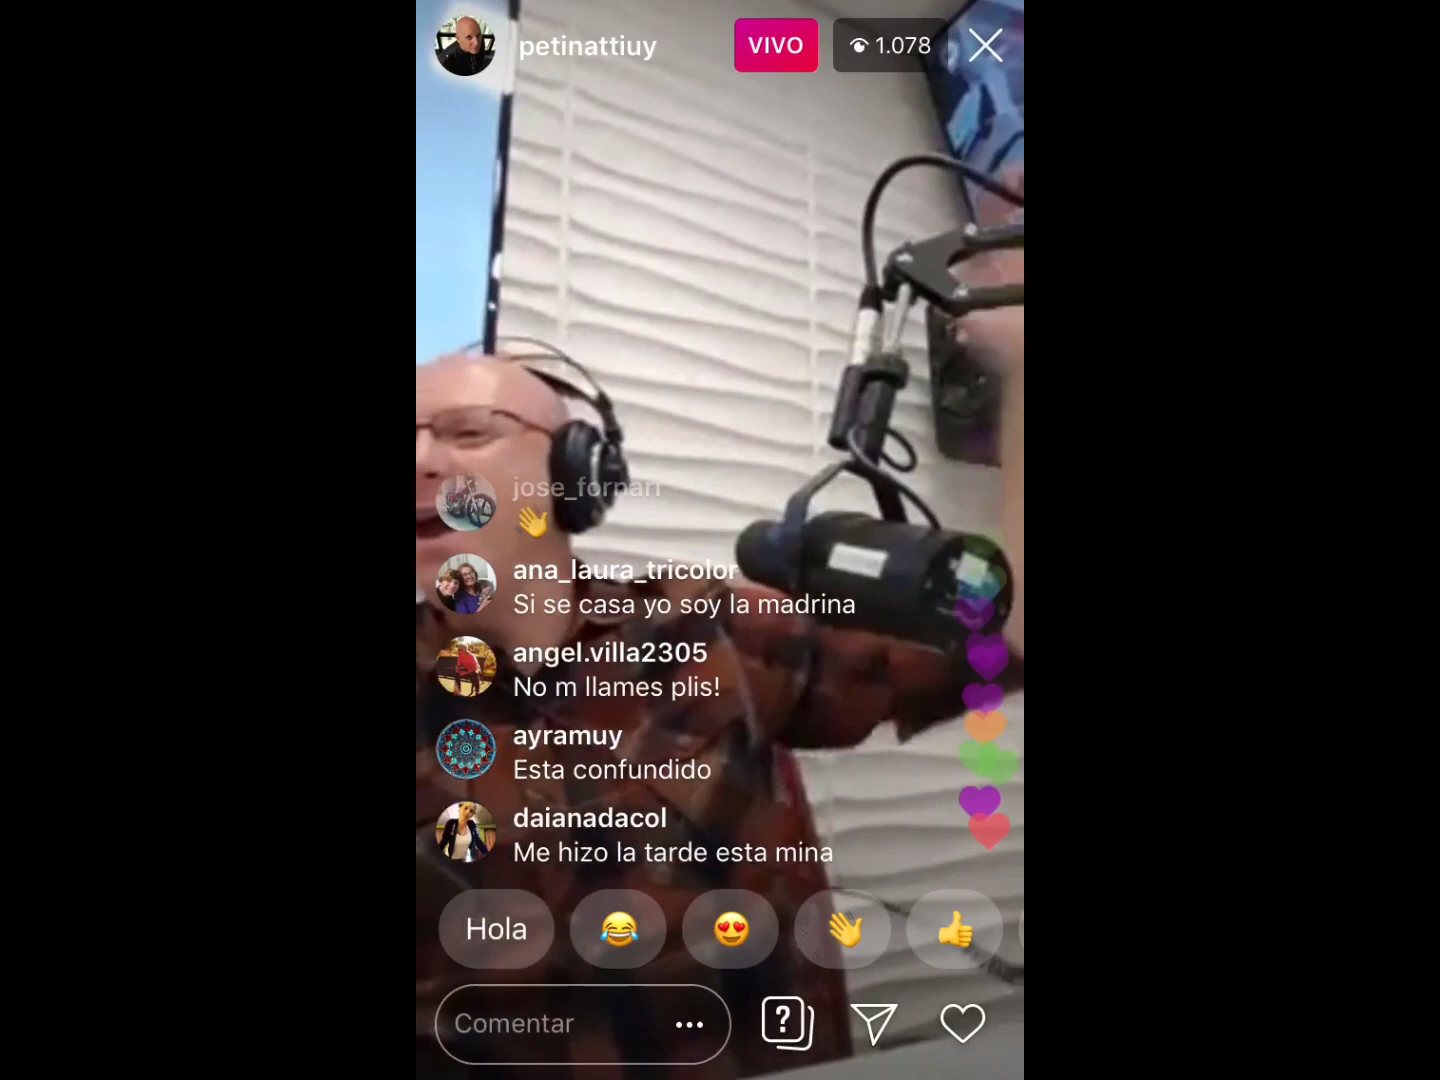 petinattiuy
VIVO
1.078
jose_fornari
👋
ana_laura_tricolor
Si se casa yo soy la madrina
angel.villa2305
No m llames plis!
ayramuy
Esta confundido
daianadacol
Me hizo la tarde esta mina
Hola 😂 😍 👋 👍
Comentar